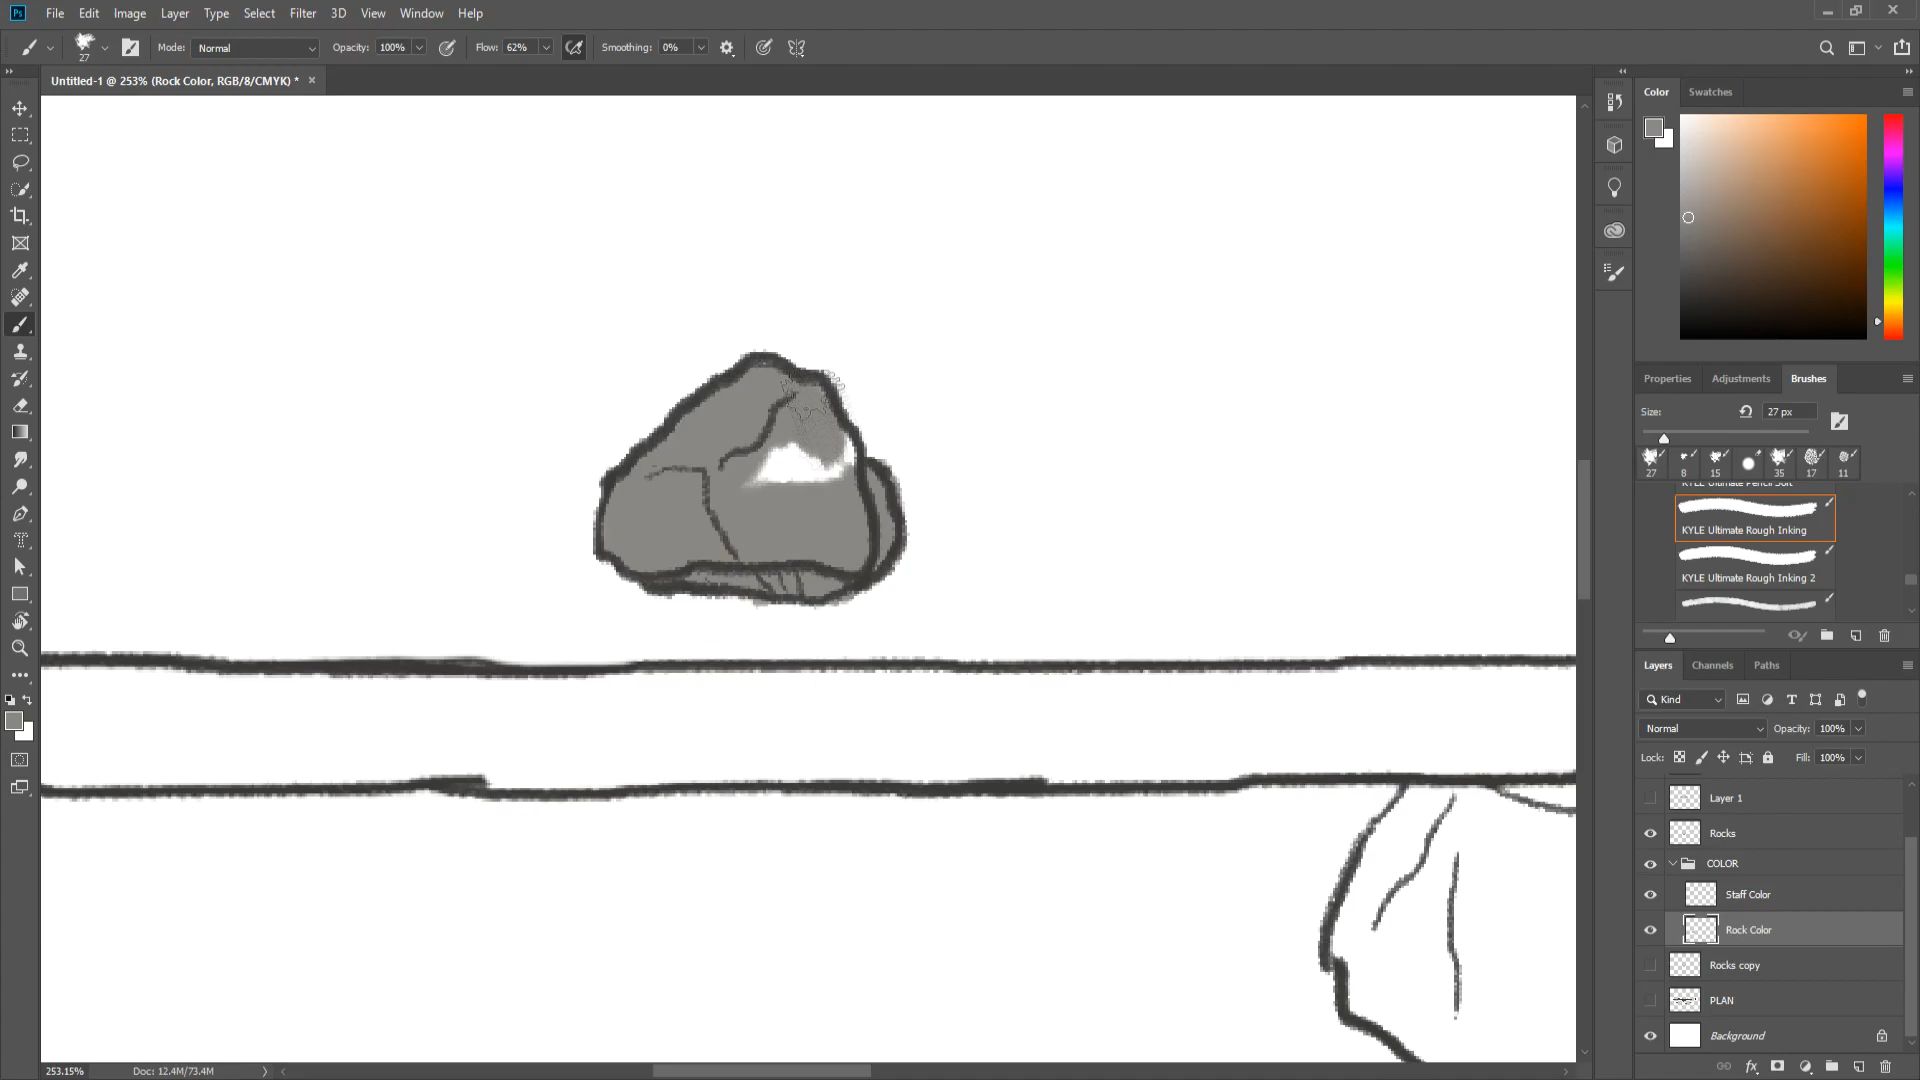 Ps File Edit Image Layer Type Select Filter 3D View Window Help
27 Mode: Normal Opacity: 100% Flow: 62% Smoothing: 0%
Untitled-1 @ 253% (Rock Color, RGB/8/CMYK) * ×
Color Swatches
Properties Adjustments Brushes
Size: 27 px
27 8 15 35 17 11
KYLE Ultimate Pencil Soft
KYLE Ultimate Rough Inking
KYLE Ultimate Rough Inking 2
Layers Channels Paths
Kind
Normal Opacity: 100%
Lock: Fill: 100%
Layer 1
Rocks
COLOR
Staff Color
Rock Color
Rocks copy
PLAN
Background
253.15% Doc: 12.4M/73.4M